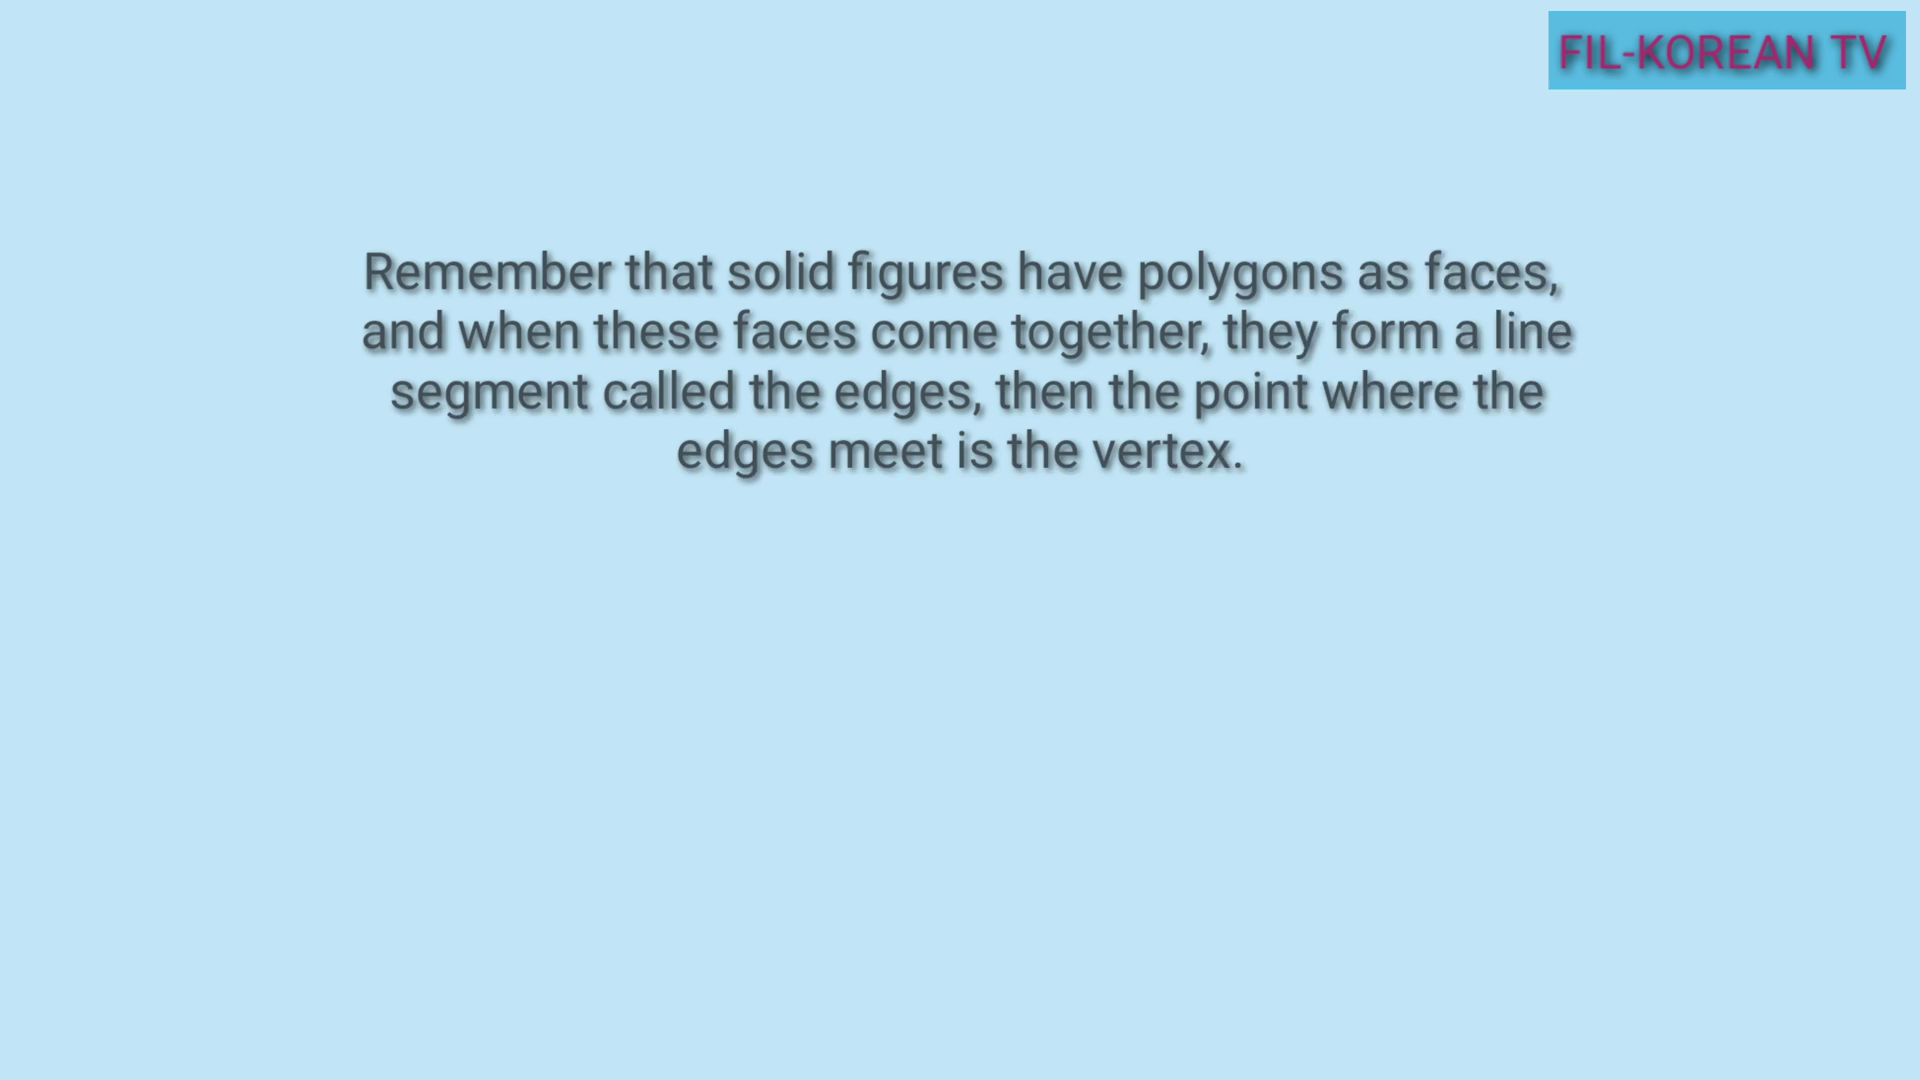 FIL-KOREAN TV
Remember that solid figures have polygons as faces,
and when these faces come together, they form a line
segment called the edges, then the point where the
edges meet is the vertex.